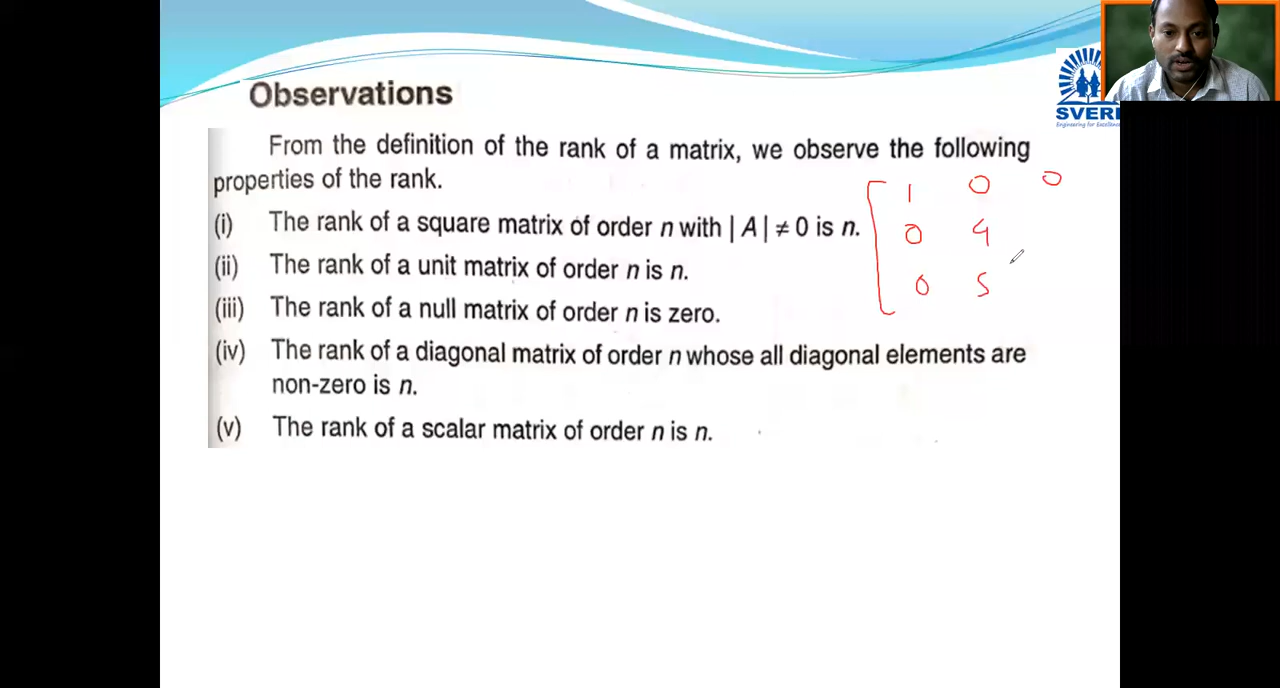 SVERI
Engineering for Excellence
Observations
From the definition of the rank of a matrix, we observe the following
properties of the rank.
(i) The rank of a square matrix of order n with | A | ≠ 0 is n.
(ii) The rank of a unit matrix of order n is n.
(iii) The rank of a null matrix of order n is zero.
(iv) The rank of a diagonal matrix of order n whose all diagonal elements are
non-zero is n.
(v) The rank of a scalar matrix of order n is n.
1 0 0
0 4
0 5